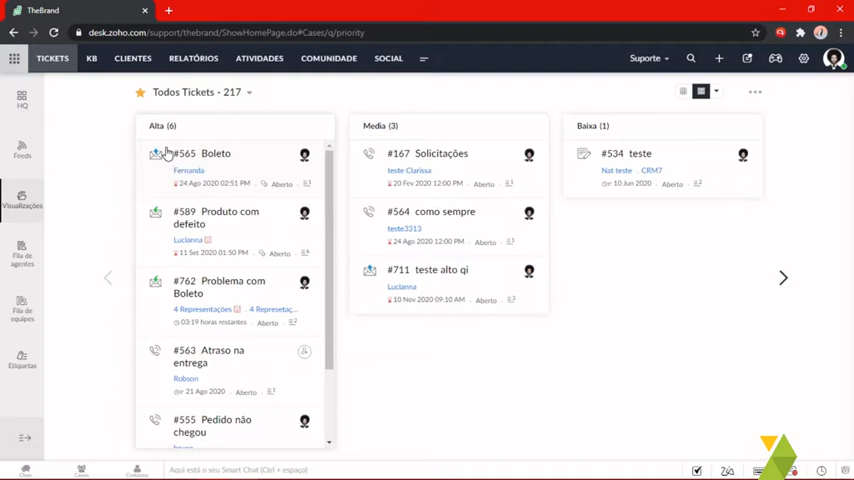 TheBrand
desk.zoho.com/support/thebrand/ShowHomePage.do#Cases/q/priority
TICKETS KB CLIENTES RELATÓRIOS ATIVIDADES COMUNIDADE SOCIAL Suporte
HQ
Feeds
Visualizações
Fila de agentes
Fila de equipes
Etiquetas
Todos Tickets - 217
Alta (6)
#565 Boleto
Fernanda
24 Ago 2020 02:51 PM . Aberto . 1
#589 Produto com
defeito
Lucianna
11 Set 2020 01:50 PM . Aberto .
#762 Problema com
Boleto
4 Representações . 4 Represetaç...
03:19 horas restantes . Aberto . 2
#563 Atraso na
entrega
Robson
21 Ago 2020 . Aberto .
#555 Pedido não
chegou
Media (3)
#167 Solicitações
teste Clarissa
20 Fev 2020 12:00 PM . Aberto .
#564 como sempre
teste3313
24 Ago 2020 12:00 PM . Aberto . 1
#711 teste alto qi
Lucianna
10 Nov 2020 09:10 AM . Aberto .
Baixa (1)
#534 teste
Nat teste . CRM7
10 Jun 2020 . Aberto .
Chats
Canais
Contactos
Aqui está o seu Smart Chat (Ctrl + espaço)